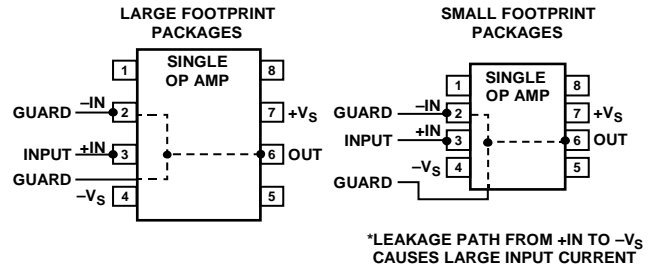 LARGE FOOTPRINT
PACKAGES
SINGLE
OP AMP
1
8
–IN
GUARD
2
7
+VS
+IN
INPUT
3
6
OUT
GUARD
–VS
4
5
SMALL FOOTPRINT
PACKAGES
SINGLE
OP AMP
1
8
–IN
GUARD
2
7
+VS
+IN
INPUT
3
6
OUT
–VS
4
5
GUARD
*LEAKAGE PATH FROM +IN TO –VS
CAUSES LARGE INPUT CURRENT